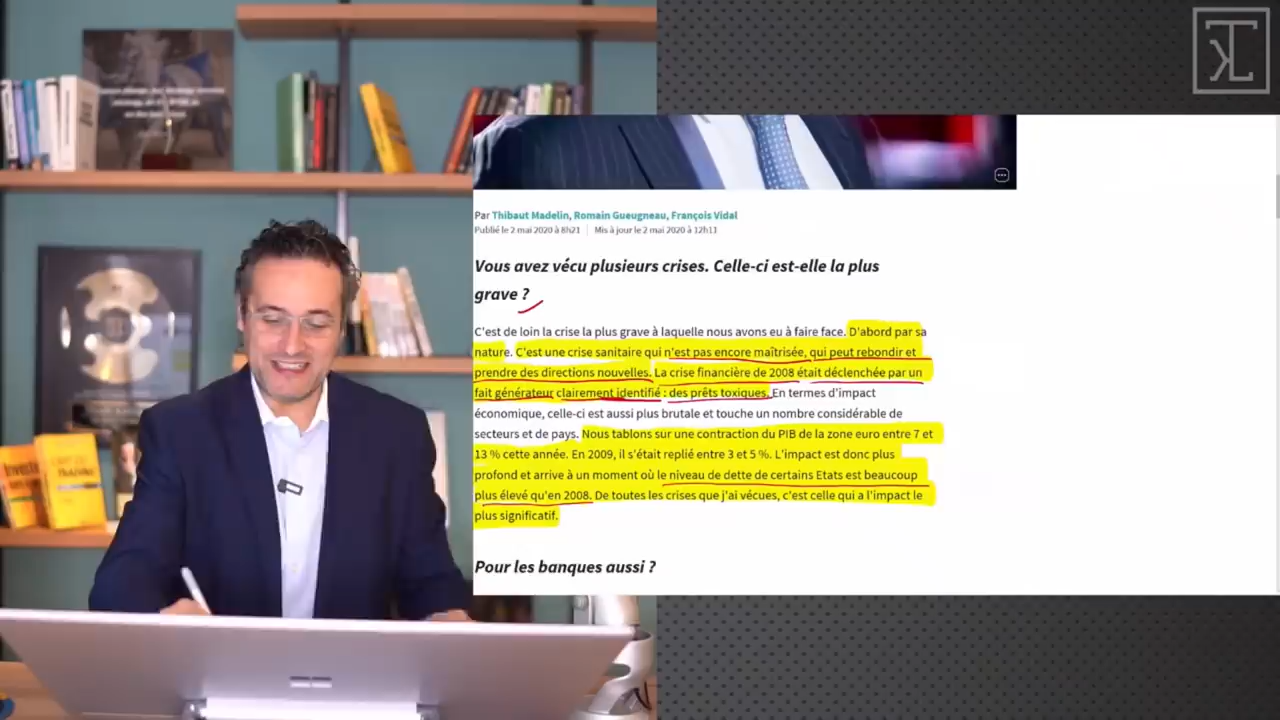 Par Thibaut Madelin, Romain Gueugneau, François Vidal
Publié le 2 mai 2020 à 8h21 | Mis à jour le 2 mai 2020 à 12h11
Vous avez vécu plusieurs crises. Celle-ci est-elle la plus
grave ?
C'est de loin la crise la plus grave à laquelle nous avons eu à faire face. D'abord par sa
nature. C'est une crise sanitaire qui n'est pas encore maîtrisée, qui peut rebondir et
prendre des directions nouvelles. La crise financière de 2008 était déclenchée par un
fait générateur clairement identifié : des prêts toxiques. En termes d'impact
économique, celle-ci est aussi plus brutale et touche un nombre considérable de
secteurs et de pays. Nous tablons sur une contraction du PIB de la zone euro entre 7 et
13 % cette année. En 2009, il s'était replié entre 3 et 5 %. L'impact est donc plus
profond et arrive à un moment où le niveau de dette de certains Etats est beaucoup
plus élevé qu'en 2008. De toutes les crises que j'ai vécues, c'est celle qui a l'impact le
plus significatif.
Pour les banques aussi ?